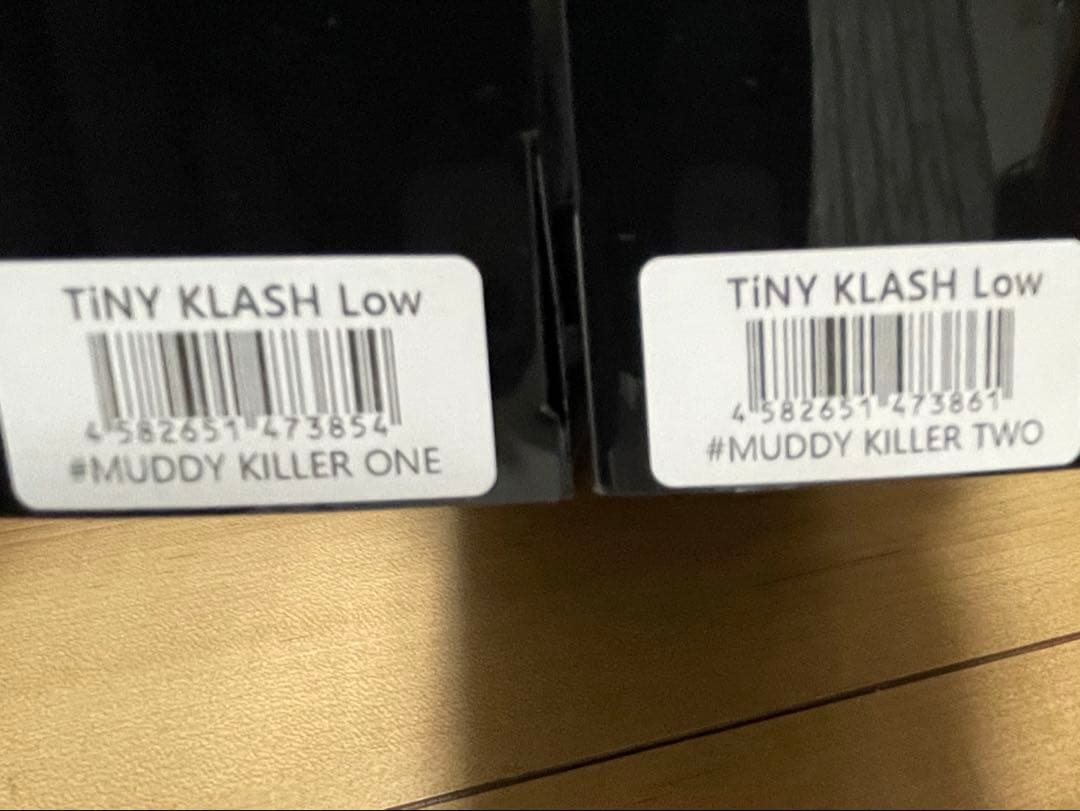 TiNY KLASH Low
4 582651 473854
#MUDDY KILLER ONE
TiNY KLASH Low
4 582651 473861
#MUDDY KILLER TWO